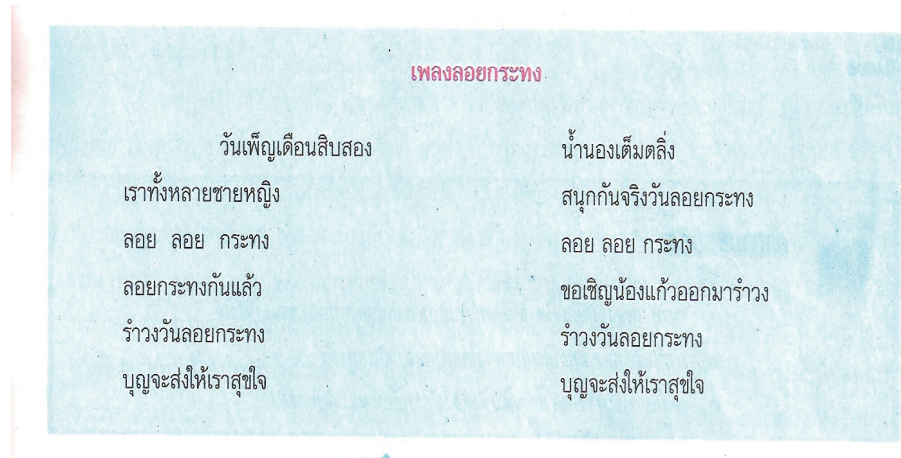 เพลงลอยกระทง
วันเพ็ญเดือนสิบสอง น้ำนองเต็มตลิ่ง
เราทั้งหลายชายหญิง สนุกกันจริงวันลอยกระทง
ลอย ลอย กระทง ลอย ลอย กระทง
ลอยกระทงกันแล้ว ขอเชิญน้องแก้วออกมารำวง
รำวงวันลอยกระทง รำวงวันลอยกระทง
บุญจะส่งให้เราสุขใจ บุญจะส่งให้เราสุขใจ